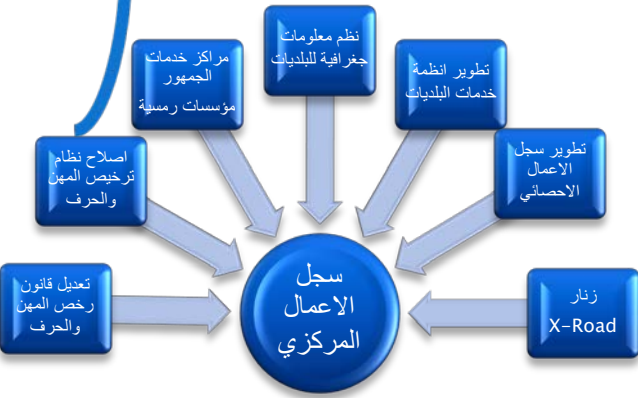 نظم معلومات
جغرافية للبلديات
مراكز خدمات
الجمهور
مؤسسات رمسية
تطوير انظمة
خدمات البلديات
اصلاح نظام
ترخيص المهن
والحرف
تطوير سجل
الاعمال
الاحصائي
تعديل قانون
رخص المهن
والحرف
سجل
الاعمال
المركزي
زنار
X-Road